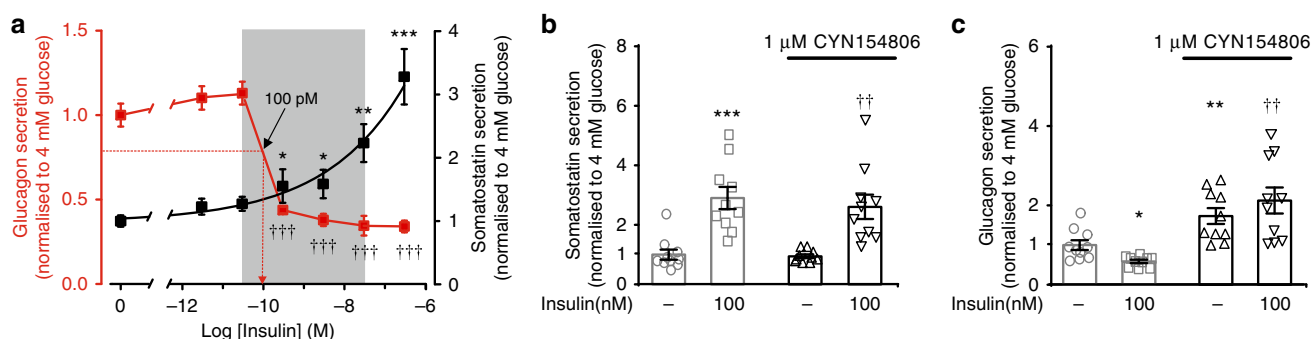 a
Glucagon secretion
(normalised to 4 mM glucose)
1.5
1.0
0.5
0.0
100 pM
*
*
**
***
†††
†††
†††
†††
4
3
2
1
0
Somatostatin secretion
(normalised to 4 mM glucose)
0
−12
−10
−8
−6
Log [Insulin] (M)
b
1 μM CYN154806
Somatostatin secretion
(normalised to 4 mM glucose)
8
6
4
2
0
***
††
Insulin(nM)
–
100
–
100
c
1 μM CYN154806
Glucagon secretion
(normalised to 4 mM glucose)
6
4
2
0
*
**
††
Insulin(nM)
–
100
–
100